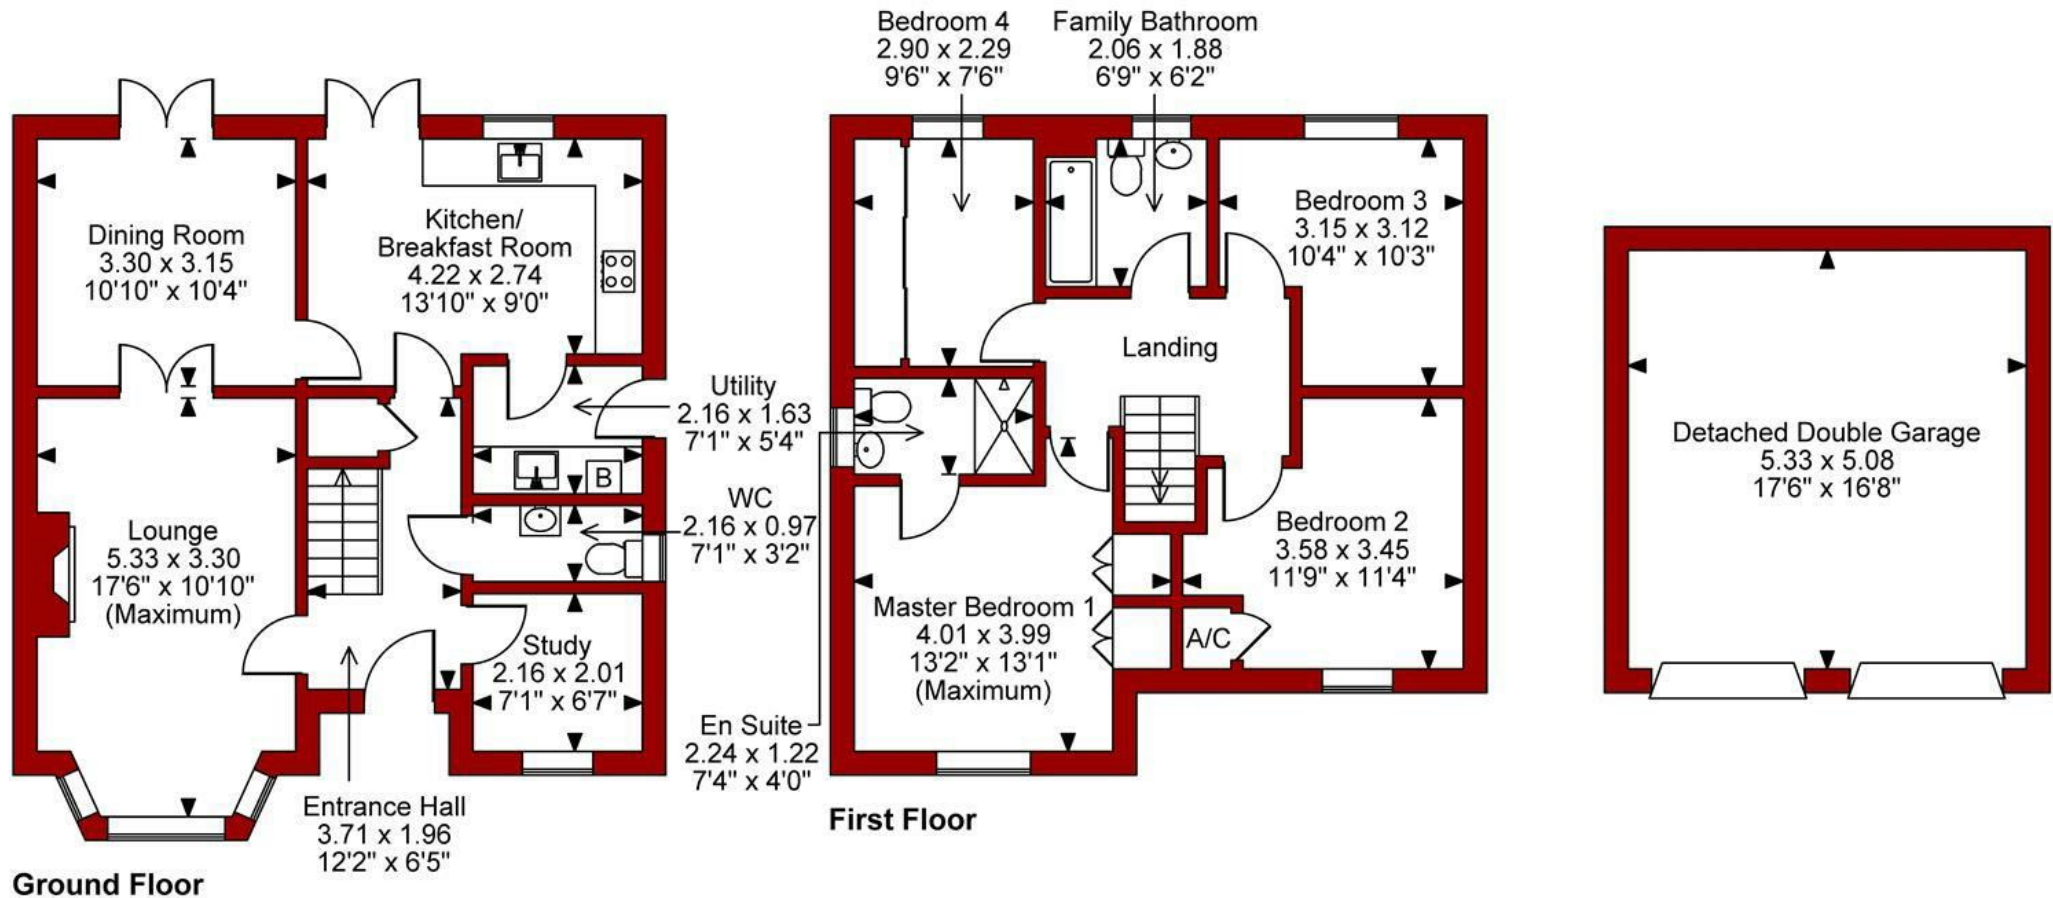 Dining Room
3.30 x 3.15
10'10" x 10'4"
Kitchen/
Breakfast Room
4.22 x 2.74
13'10" x 9'0"
Utility
2.16 x 1.63
7'1" x 5'4"
B
WC
2.16 x 0.97
7'1" x 3'2"
Lounge
5.33 x 3.30
17'6" x 10'10"
(Maximum)
Study
2.16 x 2.01
7'1" x 6'7"
Entrance Hall
3.71 x 1.96
12'2" x 6'5"
Ground Floor
Bedroom 4
2.90 x 2.29
9'6" x 7'6"
Family Bathroom
2.06 x 1.88
6'9" x 6'2"
Bedroom 3
3.15 x 3.12
10'4" x 10'3"
Landing
Bedroom 2
3.58 x 3.45
11'9" x 11'4"
Master Bedroom 1
4.01 x 3.99
13'2" x 13'1"
(Maximum)
A/C
En Suite
2.24 x 1.22
7'4" x 4'0"
First Floor
Detached Double Garage
5.33 x 5.08
17'6" x 16'8"